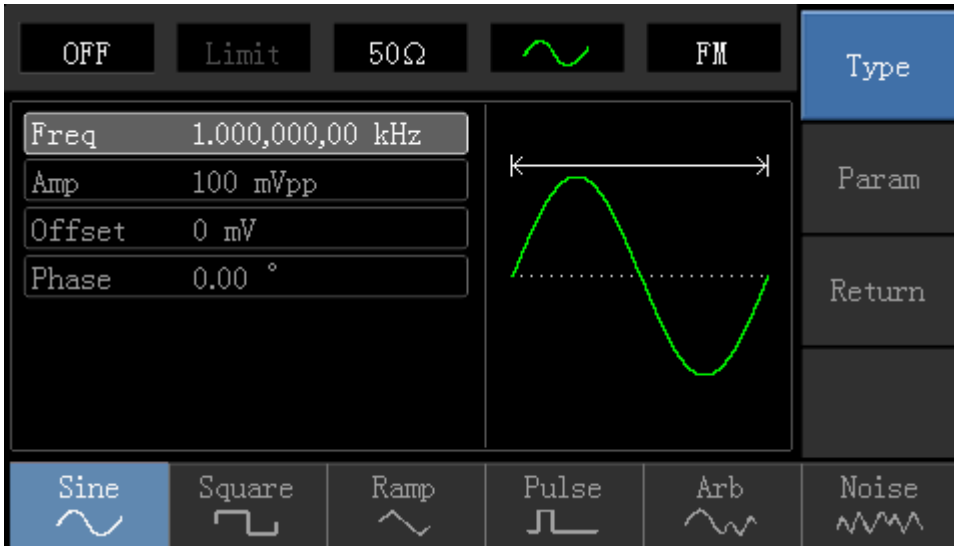 OFF Limit 50Ω FM
Type
Freq 1.000,000,00 kHz
Amp 100 mVpp
Param
Offset 0 mV
Phase 0.00 °
Return
Sine Square Ramp Pulse Arb Noise